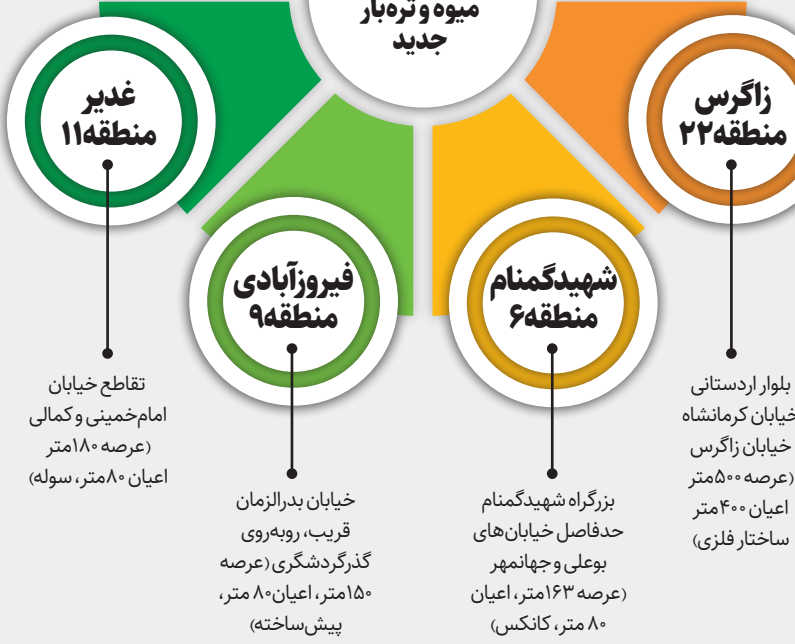 میوه و تره‌بار
جدید
زاگرس
منطقه۲۲
بلوار اردستانی
خیابان کرمانشاه
خیابان زاگرس
(عرصه ۵۰۰متر
اعیان ۴۰۰متر
ساختار فلزی)
شهیدگمنام
منطقه۶
بزرگراه شهیدگمنام
حدفاصل خیابان‌های
بوعلی و جهانمهر
(عرصه ۱۶۳متر، اعیان
۸۰ متر، کانکس)
فیروزآبادی
منطقه۹
خیابان بدرالزمان
قریب، روبه‌روی
گذرگردشگری (عرصه
۱۵۰متر، اعیان۸۰ متر،
پیش‌ساخته)
غدیر
منطقه۱۱
تقاطع خیابان
امام‌خمینی و کمالی
(عرصه ۱۸۰متر
اعیان ۸۰متر، سوله)